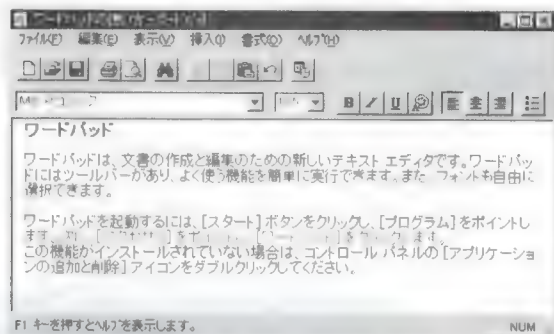 ファイル(F) 編集(E) 表示(V) 挿入(I) 書式(O) ヘルプ(H)
B / U
ワードパッド
ワードパッドは、文書の作成と編集のための新しいテキスト エディタです。ワードパッ
ドにはツールバーがあり、よく使う機能を簡単に実行できます。また フォントも自由に
選択できます。
ワードパッドを起動するには、[スタート] ボタンをクリックし、[プログラム] をポイントし
ます。
この機能がインストールされていない場合は、コントロール パネルの [アプリケーショ
ンの追加と削除] アイコンをダブルクリックしてください。
F1 キーを押すとヘルプを表示します。 NUM